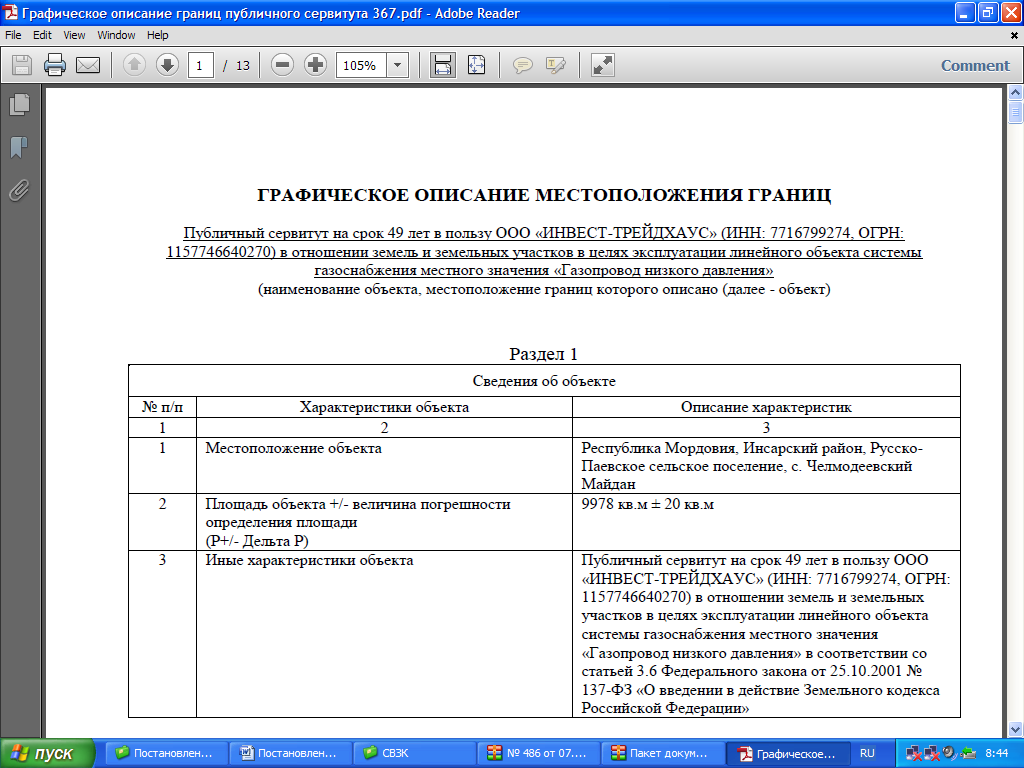 Графическое описание границ публичного сервитута 367.pdf - Adobe Reader
File Edit View Window Help
1 / 13 105% Comment
ГРАФИЧЕСКОЕ ОПИСАНИЕ МЕСТОПОЛОЖЕНИЯ ГРАНИЦ
Публичный сервитут на срок 49 лет в пользу ООО «ИНВЕСТ-ТРЕЙДХАУС» (ИНН: 7716799274, ОГРН:
1157746640270) в отношении земель и земельных участков в целях эксплуатации линейного объекта системы
газоснабжения местного значения «Газопровод низкого давления»
(наименование объекта, местоположение границ которого описано (далее - объект)
Раздел 1
Сведения об объекте
№ п/п Характеристики объекта Описание характеристик
1 2 3
1 Местоположение объекта Республика Мордовия, Инсарский район, Русско-
Паевское сельское поселение, с. Челмодеевский
Майдан
2 Площадь объекта +/- величина погрешности 9978 кв.м ± 20 кв.м
определения площади
(P+/- Дельта P)
3 Иные характеристики объекта Публичный сервитут на срок 49 лет в пользу ООО
«ИНВЕСТ-ТРЕЙДХАУС» (ИНН: 7716799274, ОГРН:
1157746640270) в отношении земель и земельных
участков в целях эксплуатации линейного объекта
системы газоснабжения местного значения
«Газопровод низкого давления» в соответствии со
статьей 3.6 Федерального закона от 25.10.2001 №
137-ФЗ «О введении в действие Земельного кодекса
Российской Федерации»
пуск Постановлен... Постановлен... СВЗК № 486 от 07.... Пакет докум... Графическое... RU 8:44